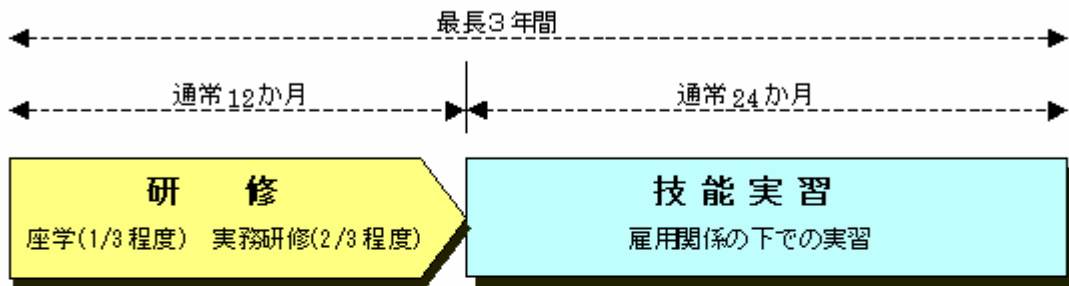 最長３年間
通常12か月
通常24か月
研 修
座学(1/3程度) 実務研修(2/3程度)
技能実習
雇用関係の下での実習